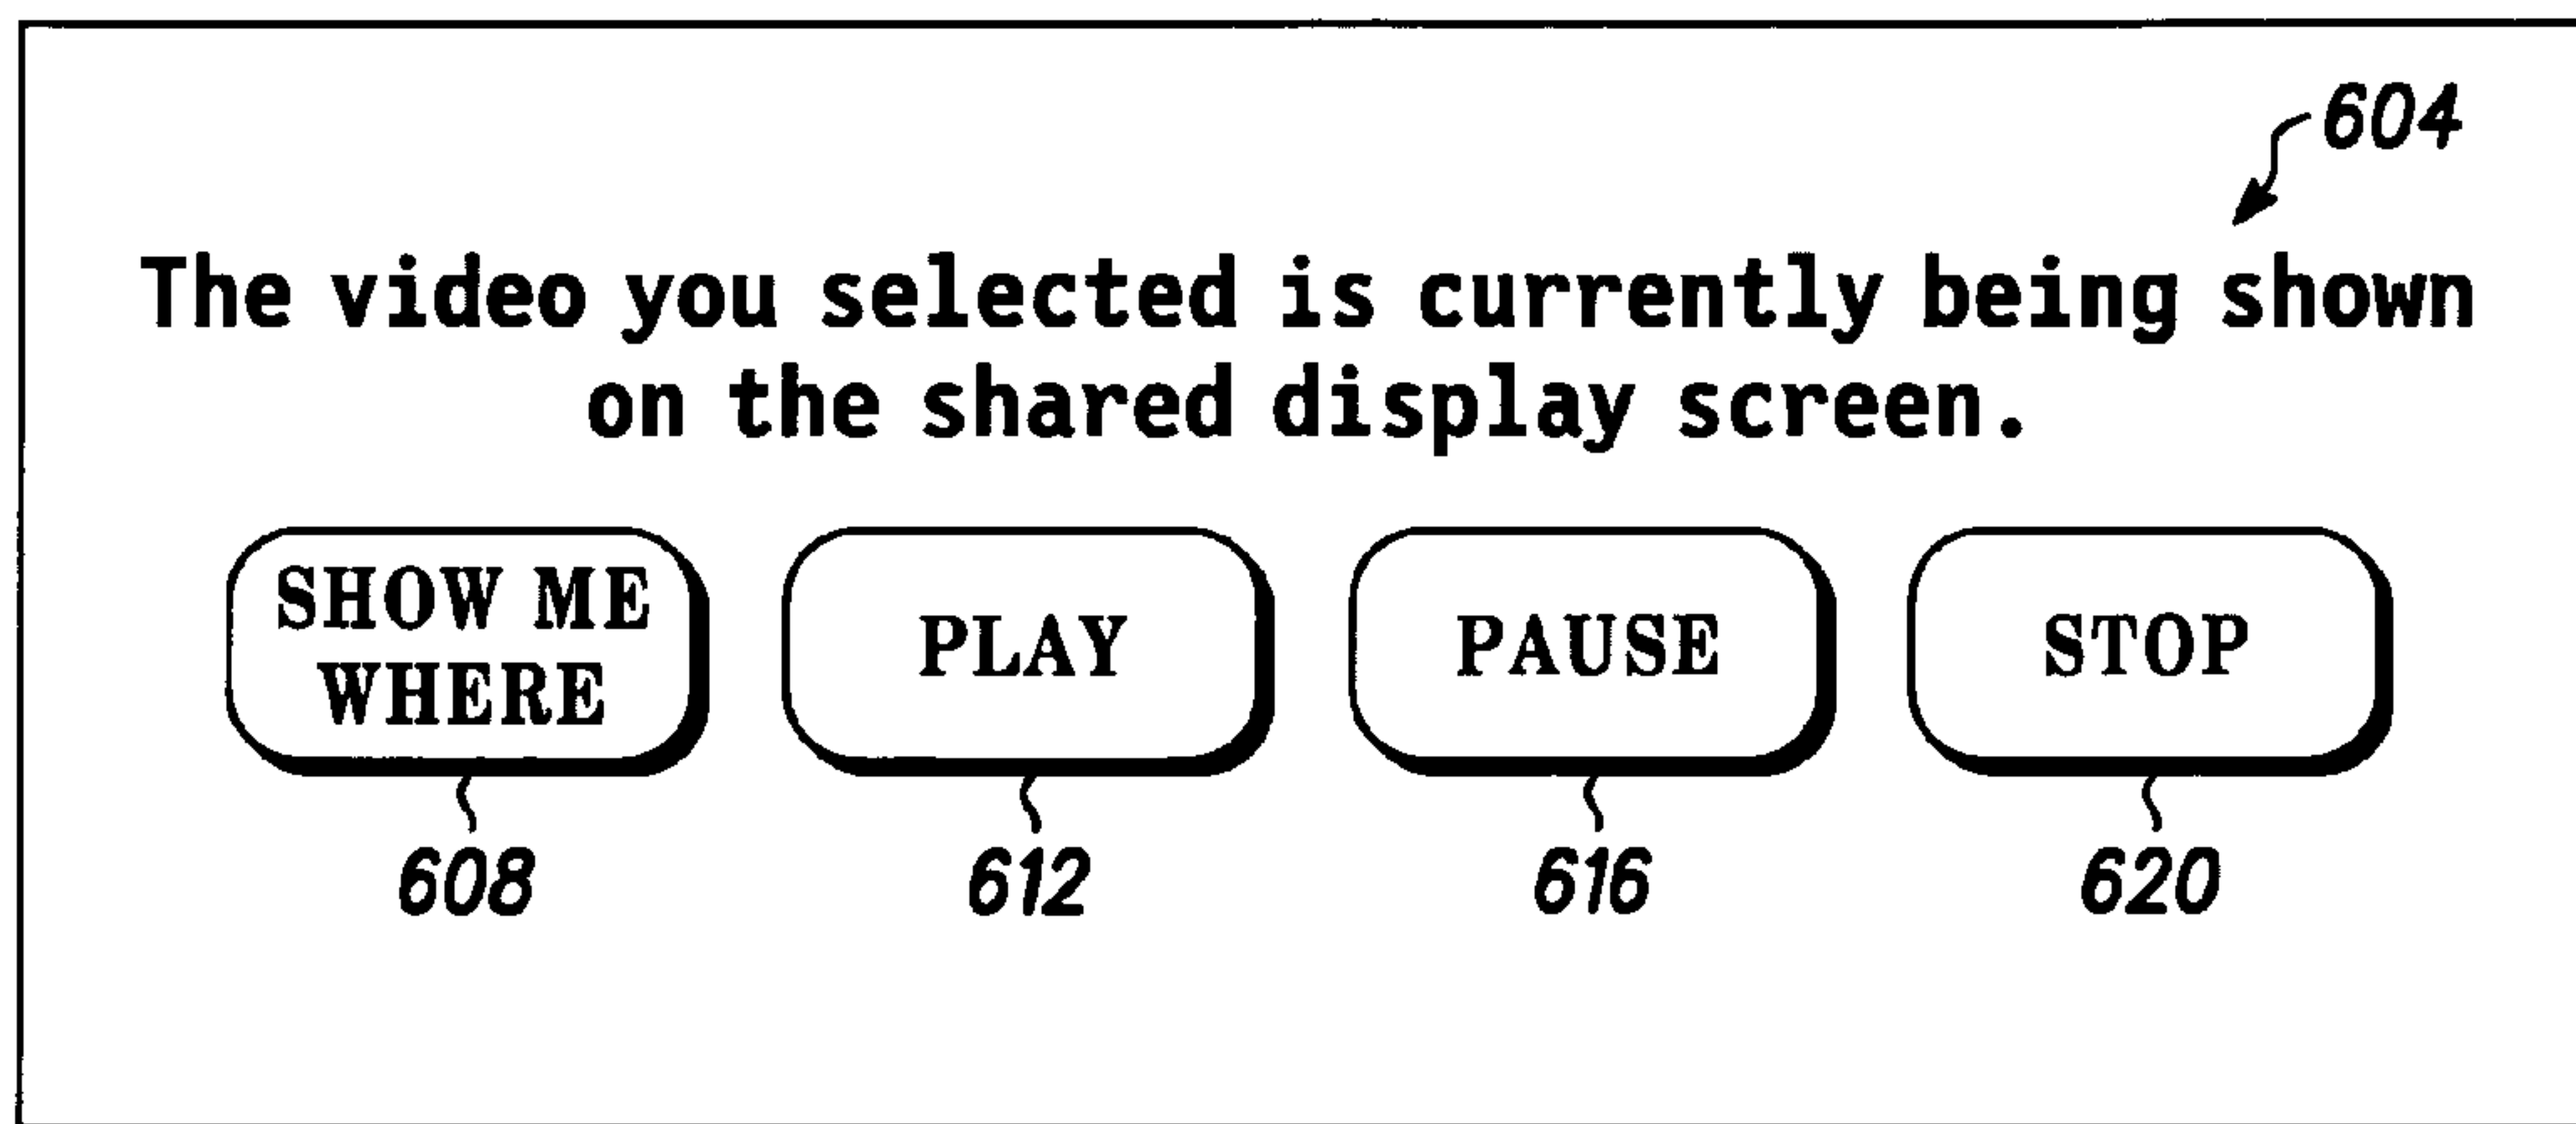 604
The video you selected is currently being shown
on the shared display screen.
SHOW ME
WHERE
PLAY
PAUSE
STOP
608
612
616
620